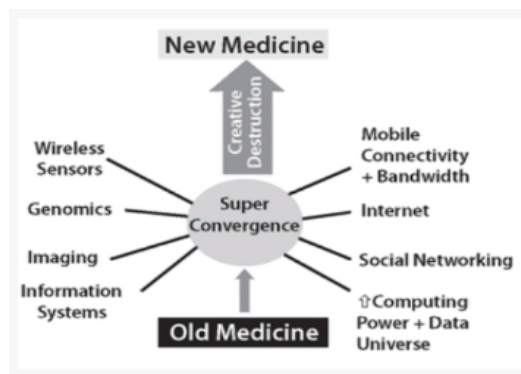 New Medicine
Creative
Destruction
Wireless
Sensors
Genomics
Imaging
Information
Systems
Super
Convergence
Mobile
Connectivity
+ Bandwidth
Internet
Social Networking
⇧Computing
Power + Data
Universe
Old Medicine